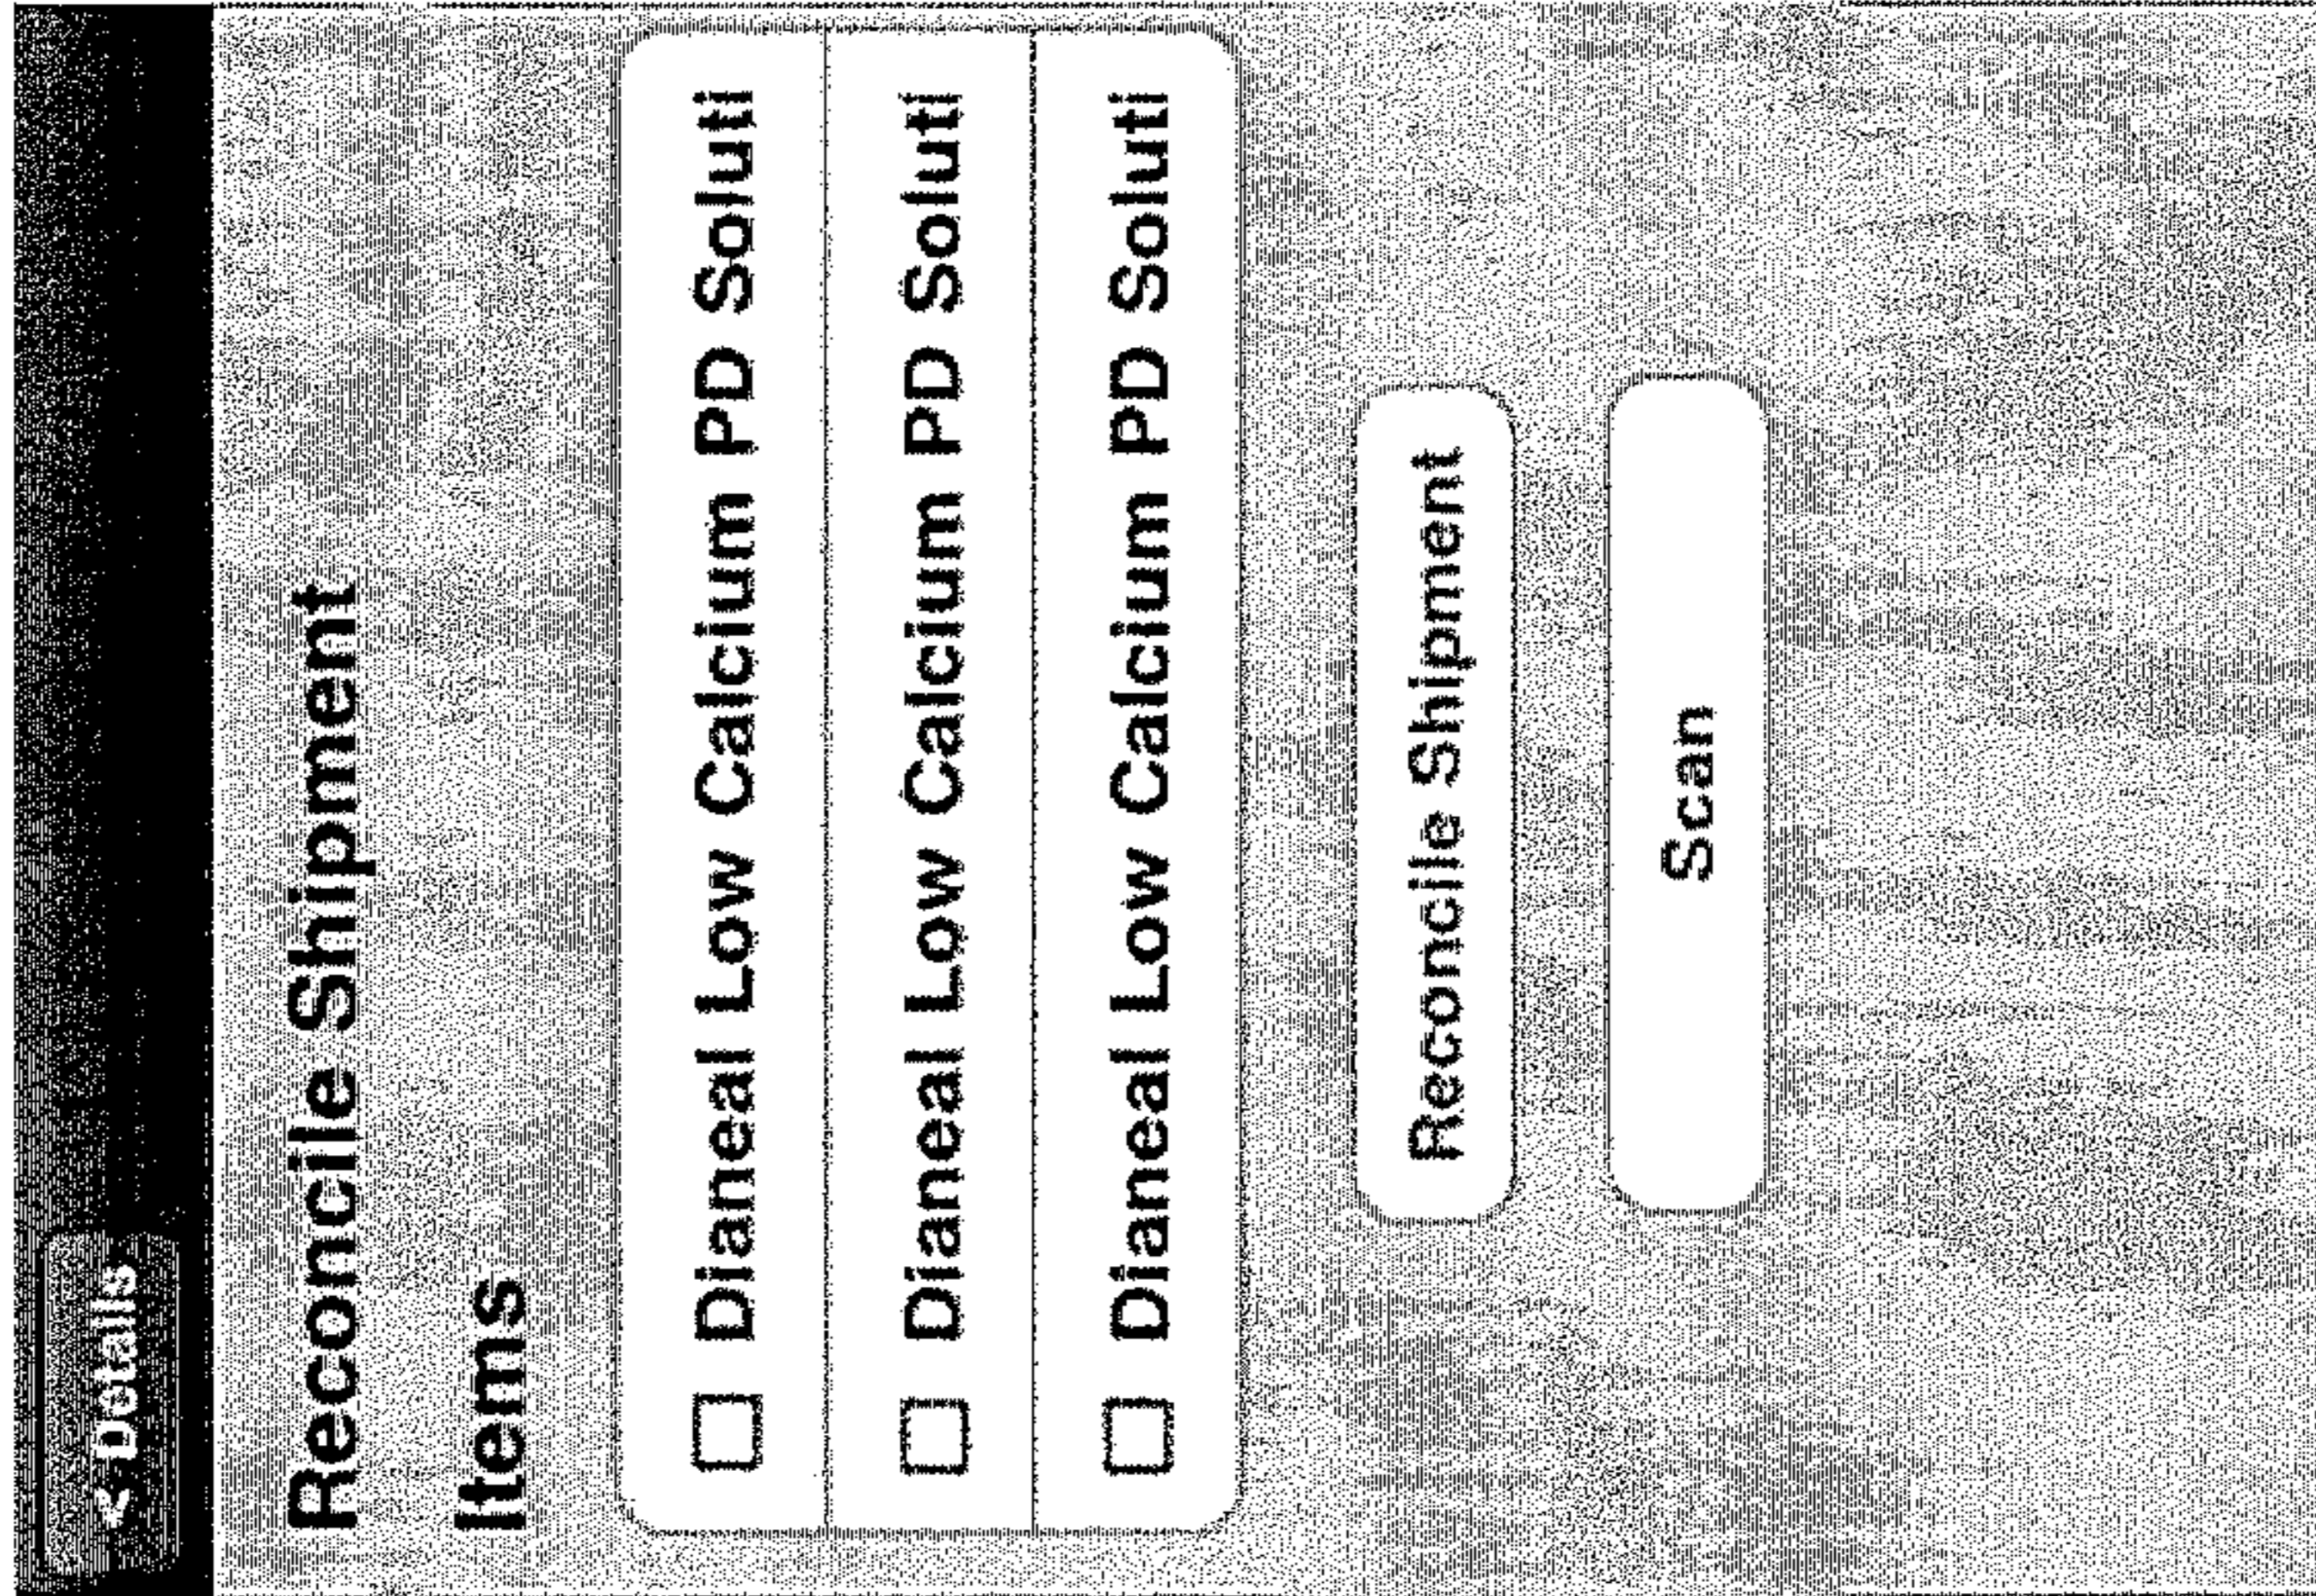 < Details
Reconcile Shipment
Items
Dianeal Low Calcium PD Soluti
Dianeal Low Calcium PD Soluti
Dianeal Low Calcium PD Soluti
Reconcile Shipment
Scan